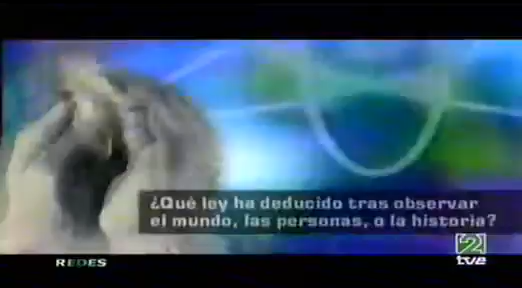 ¿Qué ley ha deducido tras observar
el mundo, las personas, o la historia?
REDES
2
tve